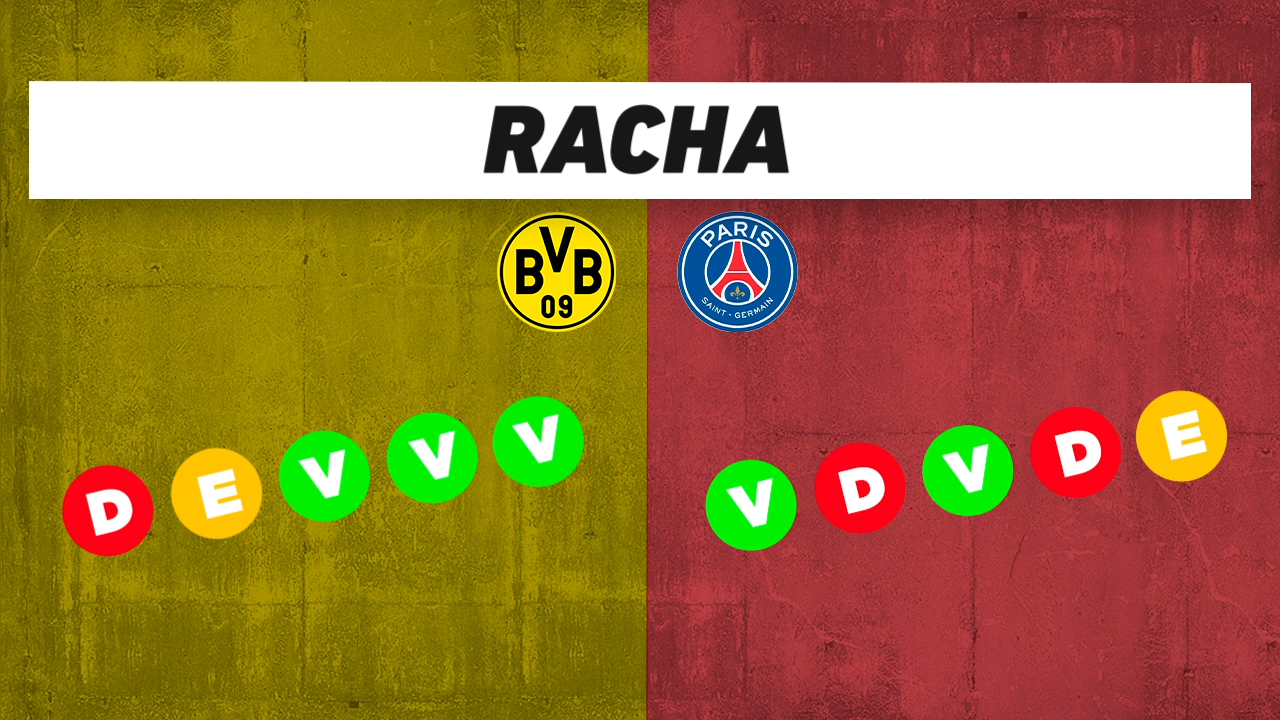 RACHA
BVB
09
PARIS
SAINT - GERMAIN
D E V V V
V D V D E